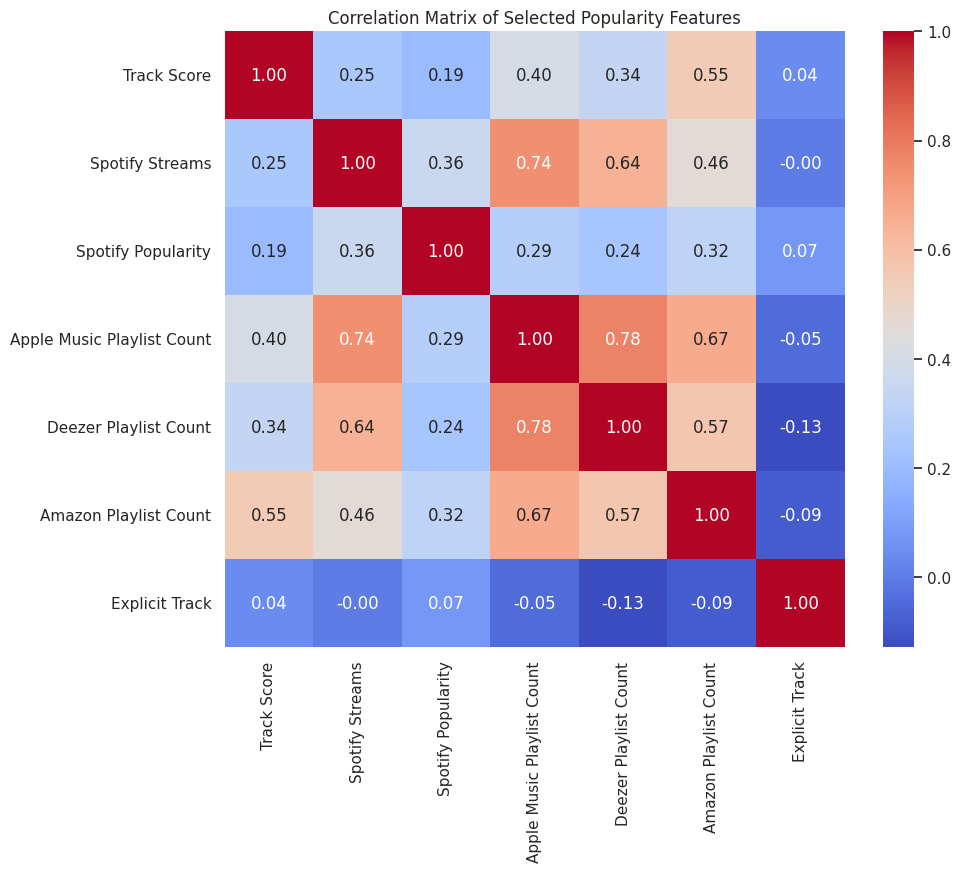 Correlation Matrix of Selected Popularity Features
Track Score 1.00 0.25 0.19 0.40 0.34 0.55 0.04
Spotify Streams 0.25 1.00 0.36 0.74 0.64 0.46 -0.00
Spotify Popularity 0.19 0.36 1.00 0.29 0.24 0.32 0.07
Apple Music Playlist Count 0.40 0.74 0.29 1.00 0.78 0.67 -0.05
Deezer Playlist Count 0.34 0.64 0.24 0.78 1.00 0.57 -0.13
Amazon Playlist Count 0.55 0.46 0.32 0.67 0.57 1.00 -0.09
Explicit Track 0.04 -0.00 0.07 -0.05 -0.13 -0.09 1.00
Track Score
Spotify Streams
Spotify Popularity
Apple Music Playlist Count
Deezer Playlist Count
Amazon Playlist Count
Explicit Track
1.0
0.8
0.6
0.4
0.2
0.0